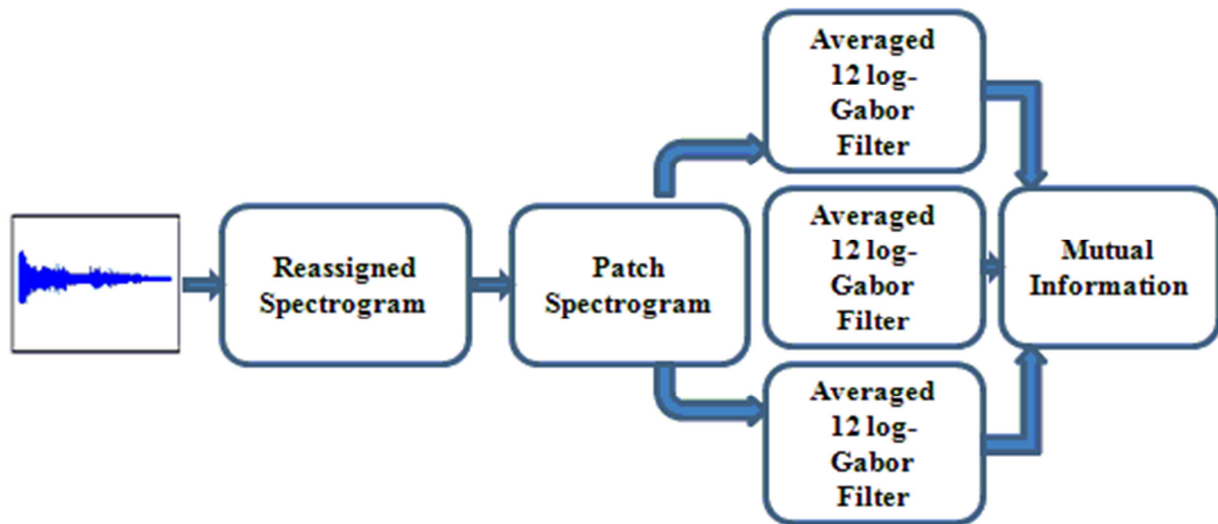 Reassigned
Spectrogram
Patch
Spectrogram
Averaged
12 log-
Gabor
Filter
Averaged
12 log-
Gabor
Filter
Averaged
12 log-
Gabor
Filter
Mutual
Information